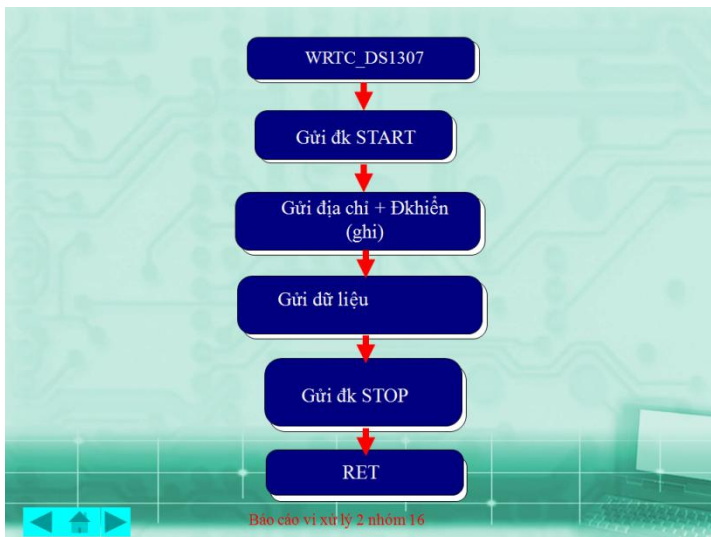 WRTC_DS1307
Gửi đk START
Gửi địa chỉ + Đkhiển
(ghi)
Gửi dữ liệu
Gửi đk STOP
RET
Báo cáo vi xử lý 2 nhóm 16